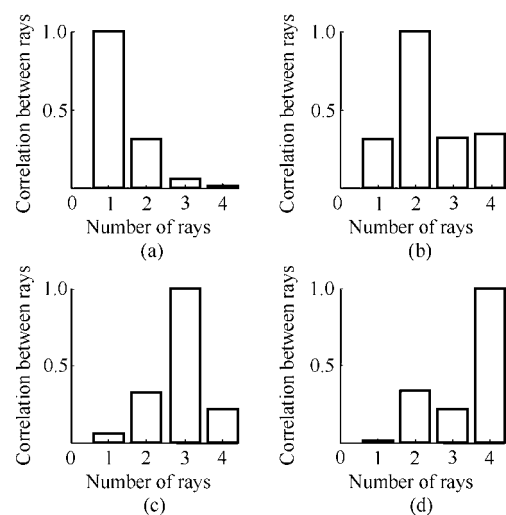 Correlation between rays
1.0
0.5
0 1 2 3 4
Number of rays
(a)
Correlation between rays
1.0
0.5
0 1 2 3 4
Number of rays
(b)
Correlation between rays
1.0
0.5
0 1 2 3 4
Number of rays
(c)
Correlation between rays
1.0
0.5
0 1 2 3 4
Number of rays
(d)